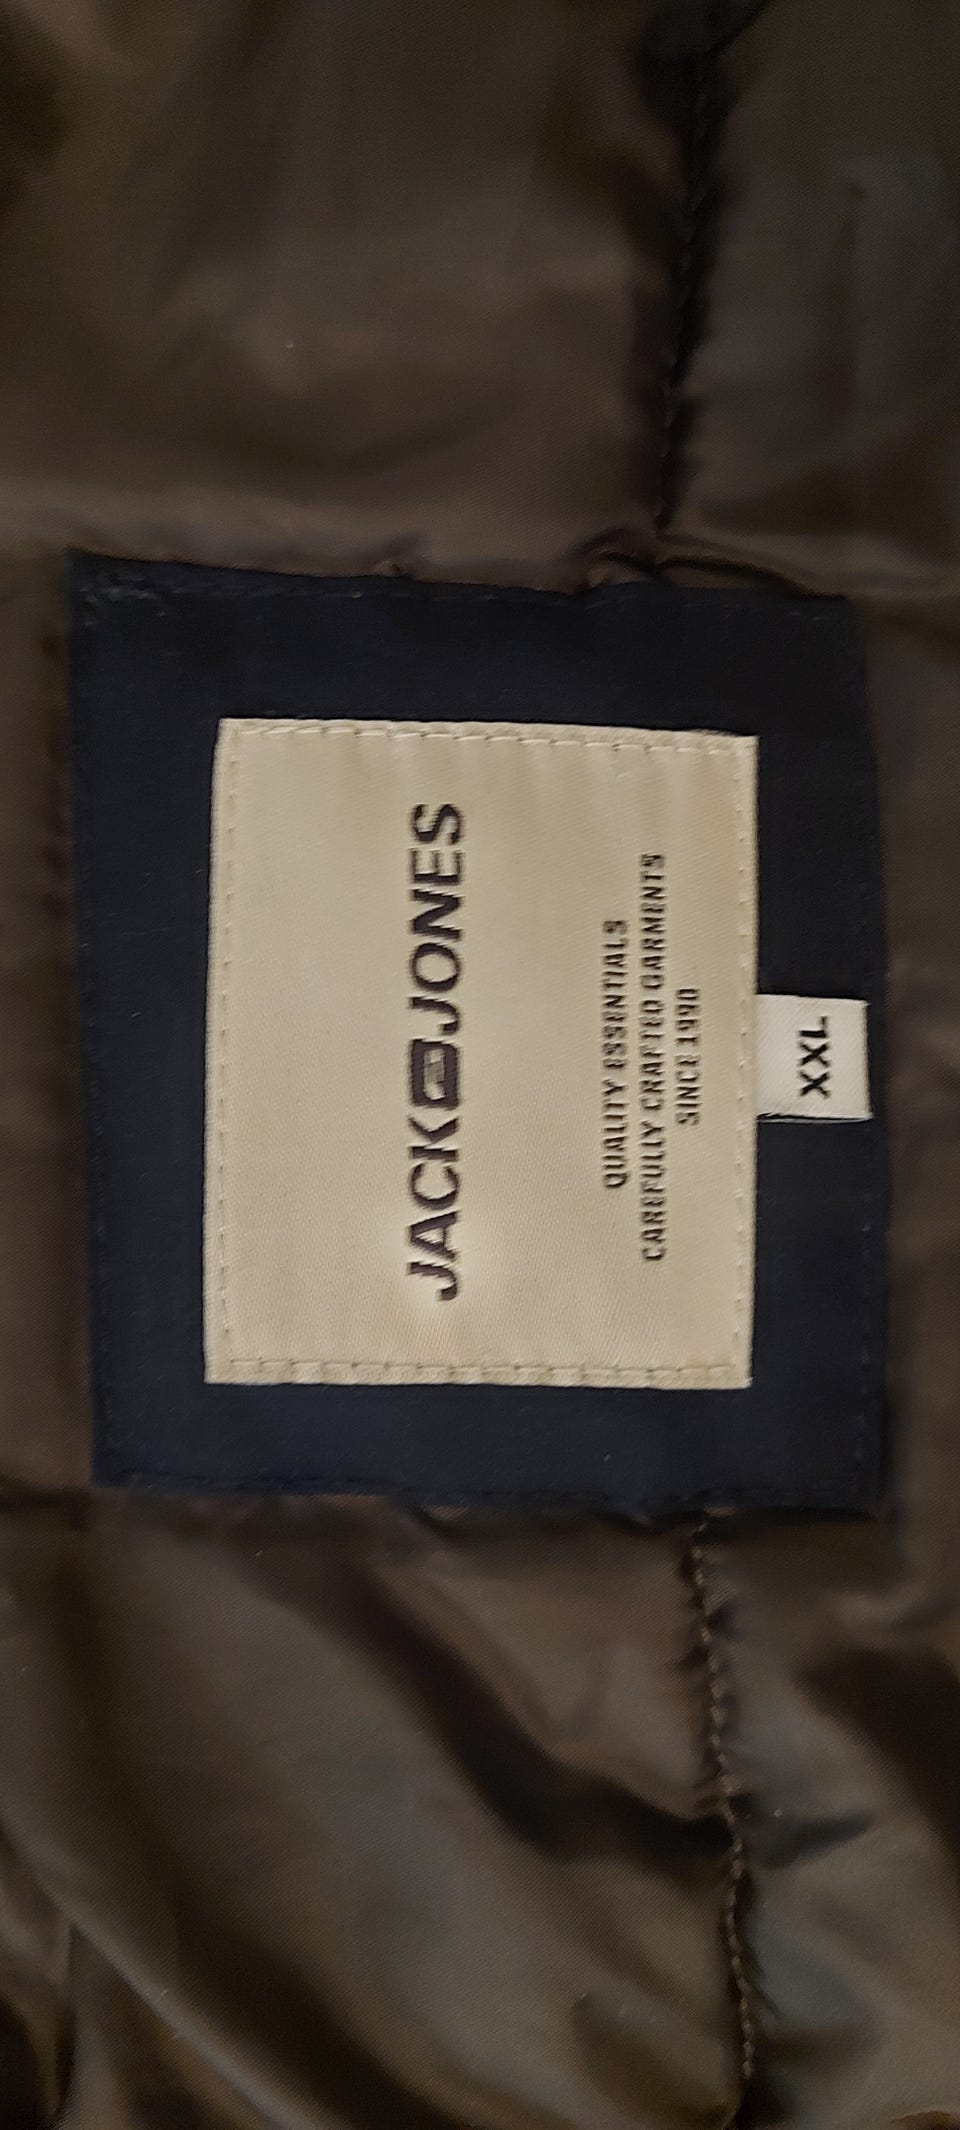 JACK JONES
QUALITY ESSENTIALS
CAREFULLY CRAFTED GARMENTS
SINCE 1990
XXL